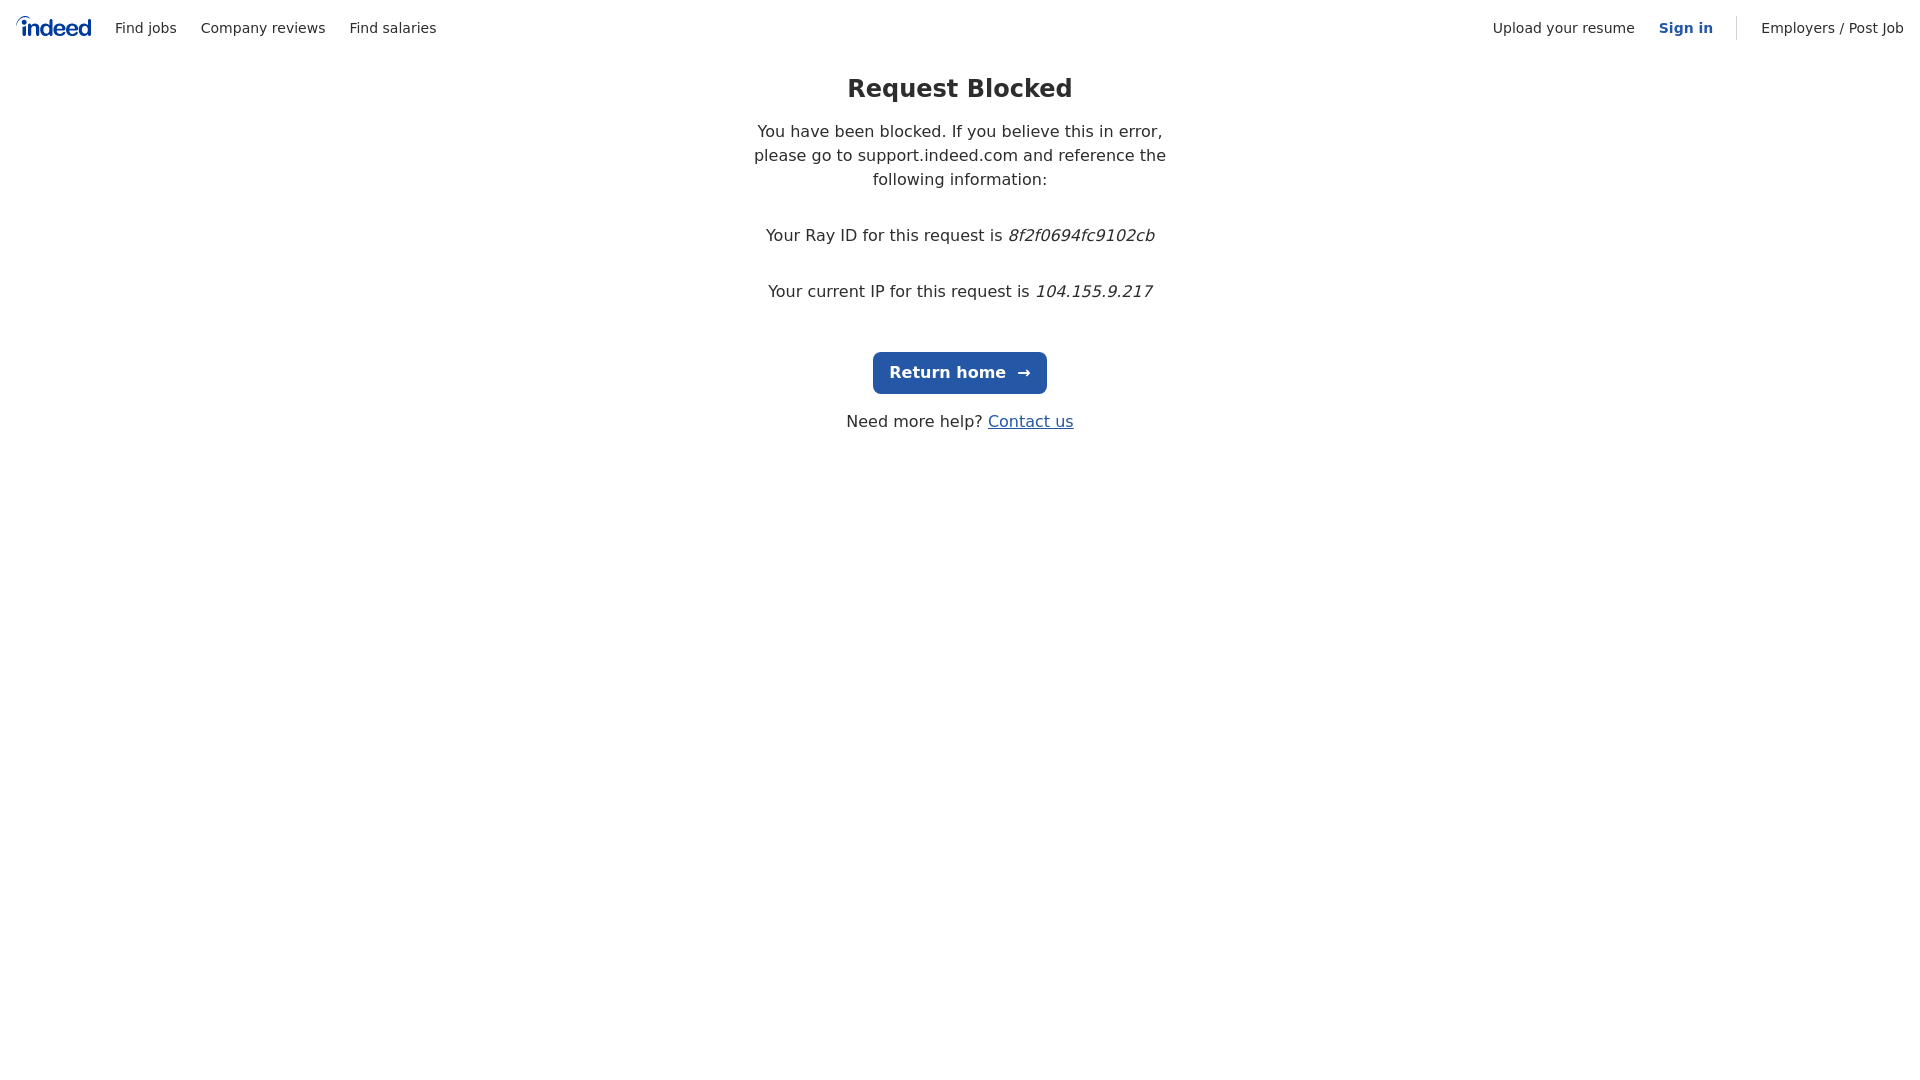 indeed
Find jobs
Company reviews
Find salaries
Upload your resume
Sign in
Employers / Post Job
Request Blocked
You have been blocked. If you believe this in error,
please go to support.indeed.com and reference the
following information:
Your Ray ID for this request is 8f2f0694fc9102cb
Your current IP for this request is 104.155.9.217
Return home →
Need more help? Contact us